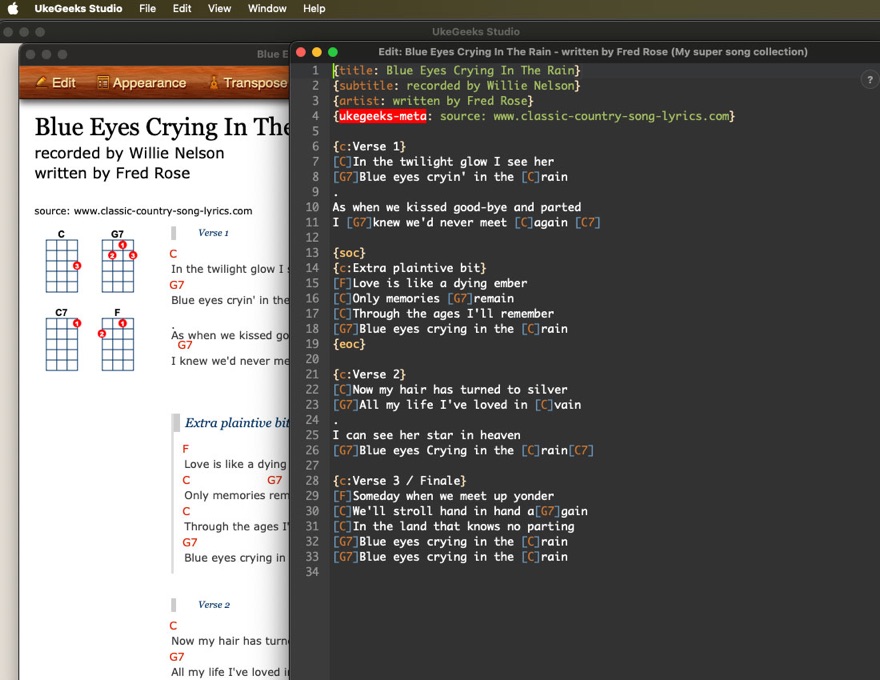 UkeGeeks Studio File Edit View Window Help
UkeGeeks Studio
Blue E
Edit: Blue Eyes Crying In The Rain - written by Fred Rose (My super song collection)
Edit Appearance Transpose
?
Blue Eyes Crying In The
recorded by Willie Nelson
written by Fred Rose
source: www.classic-country-song-lyrics.com
C G7
1
2 3
3
C7 F
1 1
2
Verse 1
C
In the twilight glow I s
G7
Blue eyes cryin' in the
.
As when we kissed go
G7
I knew we'd never me
Extra plaintive bit
F
Love is like a dying
C G7
Only memories rem
C
Through the ages I'
G7
Blue eyes crying in
Verse 2
C
Now my hair has turn
G7
All my life I've loved i
1 {title: Blue Eyes Crying In The Rain}
2 {subtitle: recorded by Willie Nelson}
3 {artist: written by Fred Rose}
4 {ukegeeks-meta: source: www.classic-country-song-lyrics.com}
5
6 {c:Verse 1}
7 [C]In the twilight glow I see her
8 [G7]Blue eyes cryin' in the [C]rain
9 .
10 As when we kissed good-bye and parted
11 I [G7]knew we'd never meet [C]again [C7]
12
13 {soc}
14 {c:Extra plaintive bit}
15 [F]Love is like a dying ember
16 [C]Only memories [G7]remain
17 [C]Through the ages I'll remember
18 [G7]Blue eyes crying in the [C]rain
19 {eoc}
20
21 {c:Verse 2}
22 [C]Now my hair has turned to silver
23 [G7]All my life I've loved in [C]vain
24 .
25 I can see her star in heaven
26 [G7]Blue eyes Crying in the [C]rain[C7]
27
28 {c:Verse 3 / Finale}
29 [F]Someday when we meet up yonder
30 [C]We'll stroll hand in hand a[G7]gain
31 [C]In the land that knows no parting
32 [G7]Blue eyes crying in the [C]rain
33 [G7]Blue eyes crying in the [C]rain
34